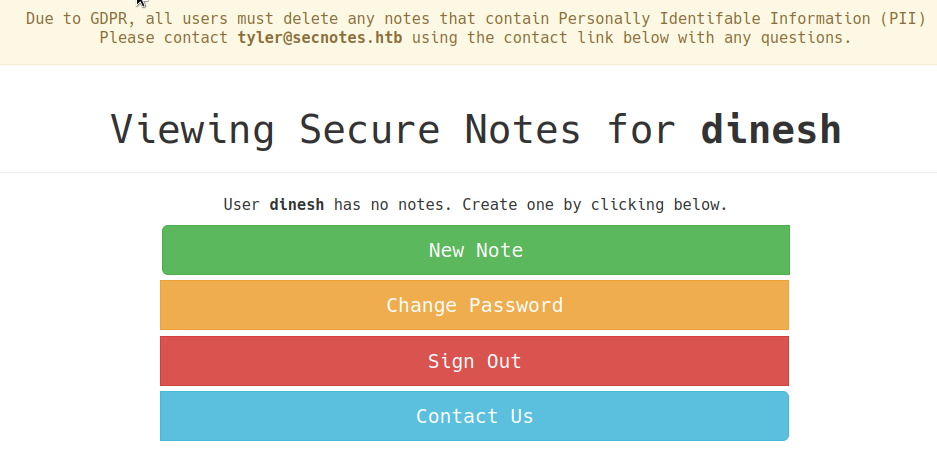 Due to GDPR, all users must delete any notes that contain Personally Identifable Information (PII)
Please contact tyler@secnotes.htb using the contact link below with any questions.
Viewing Secure Notes for dinesh
User dinesh has no notes. Create one by clicking below.
New Note
Change Password
Sign Out
Contact Us